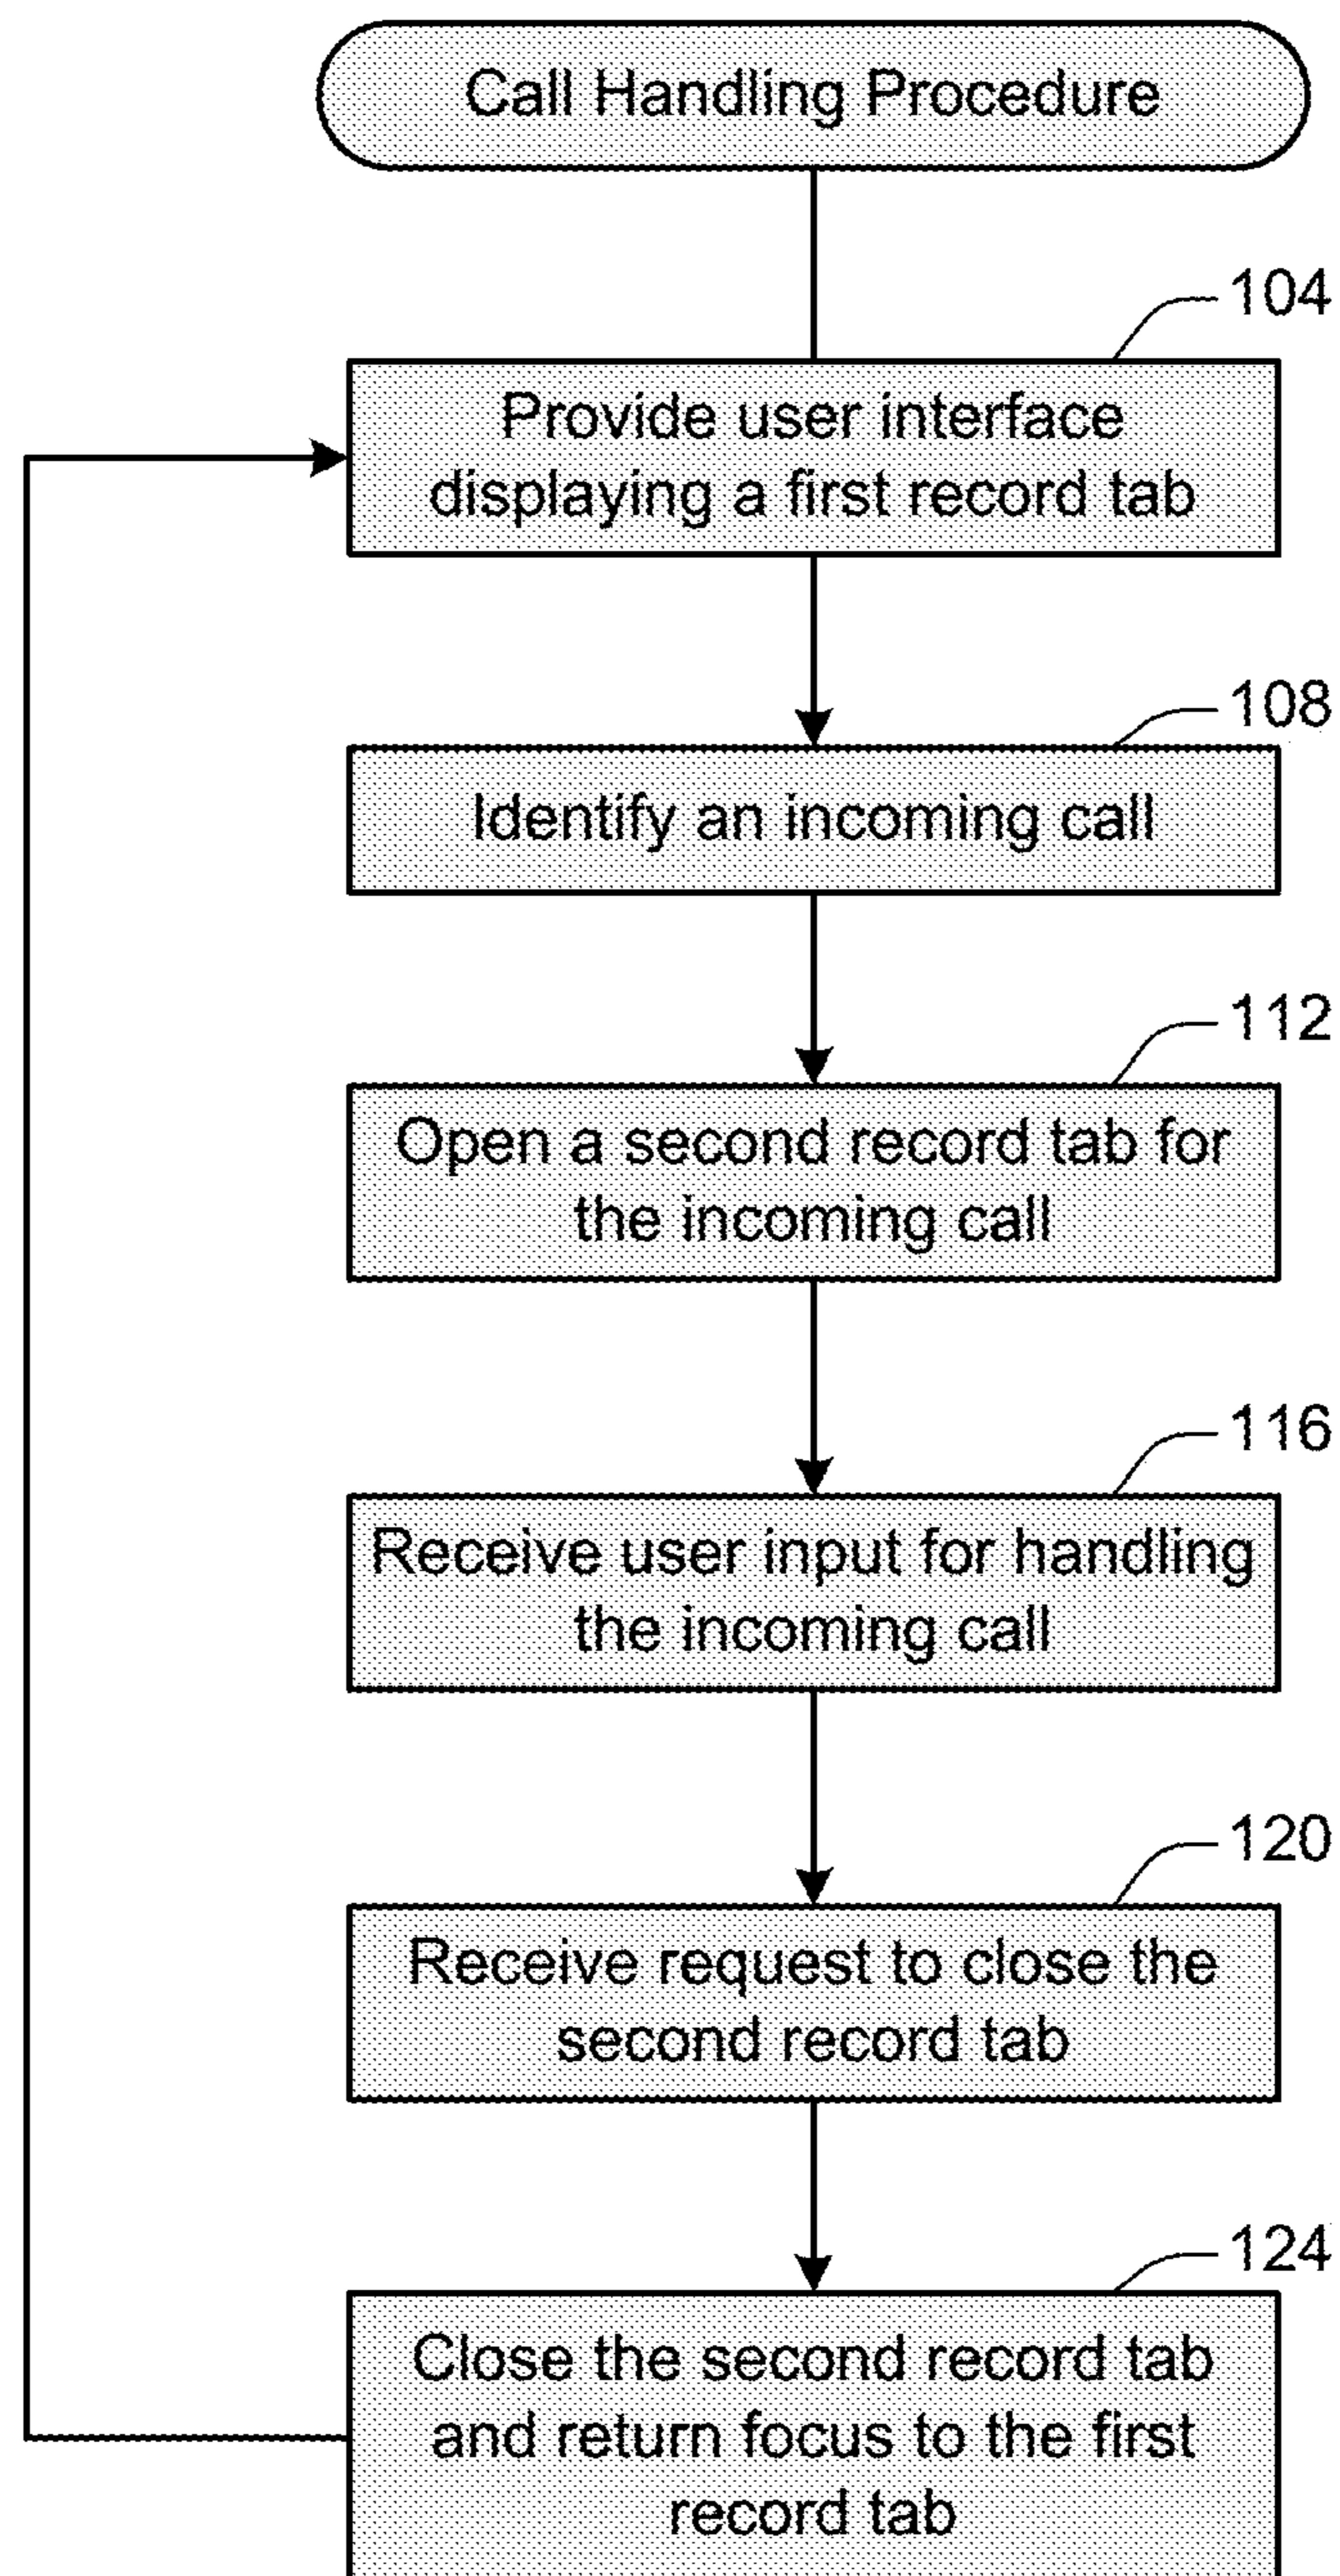 Call Handling Procedure
104
Provide user interface
displaying a first record tab
108
Identify an incoming call
112
Open a second record tab for
the incoming call
116
Receive user input for handling
the incoming call
120
Receive request to close the
second record tab
124
Close the second record tab
and return focus to the first
record tab